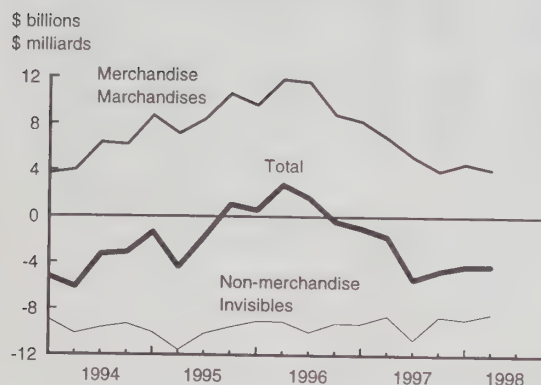 $ billions
$ milliards
12
Merchandise
Marchandises
8
4
Total
0
-4
Non-merchandise
Invisibles
-8
-12
1994
1995
1996
1997
1998